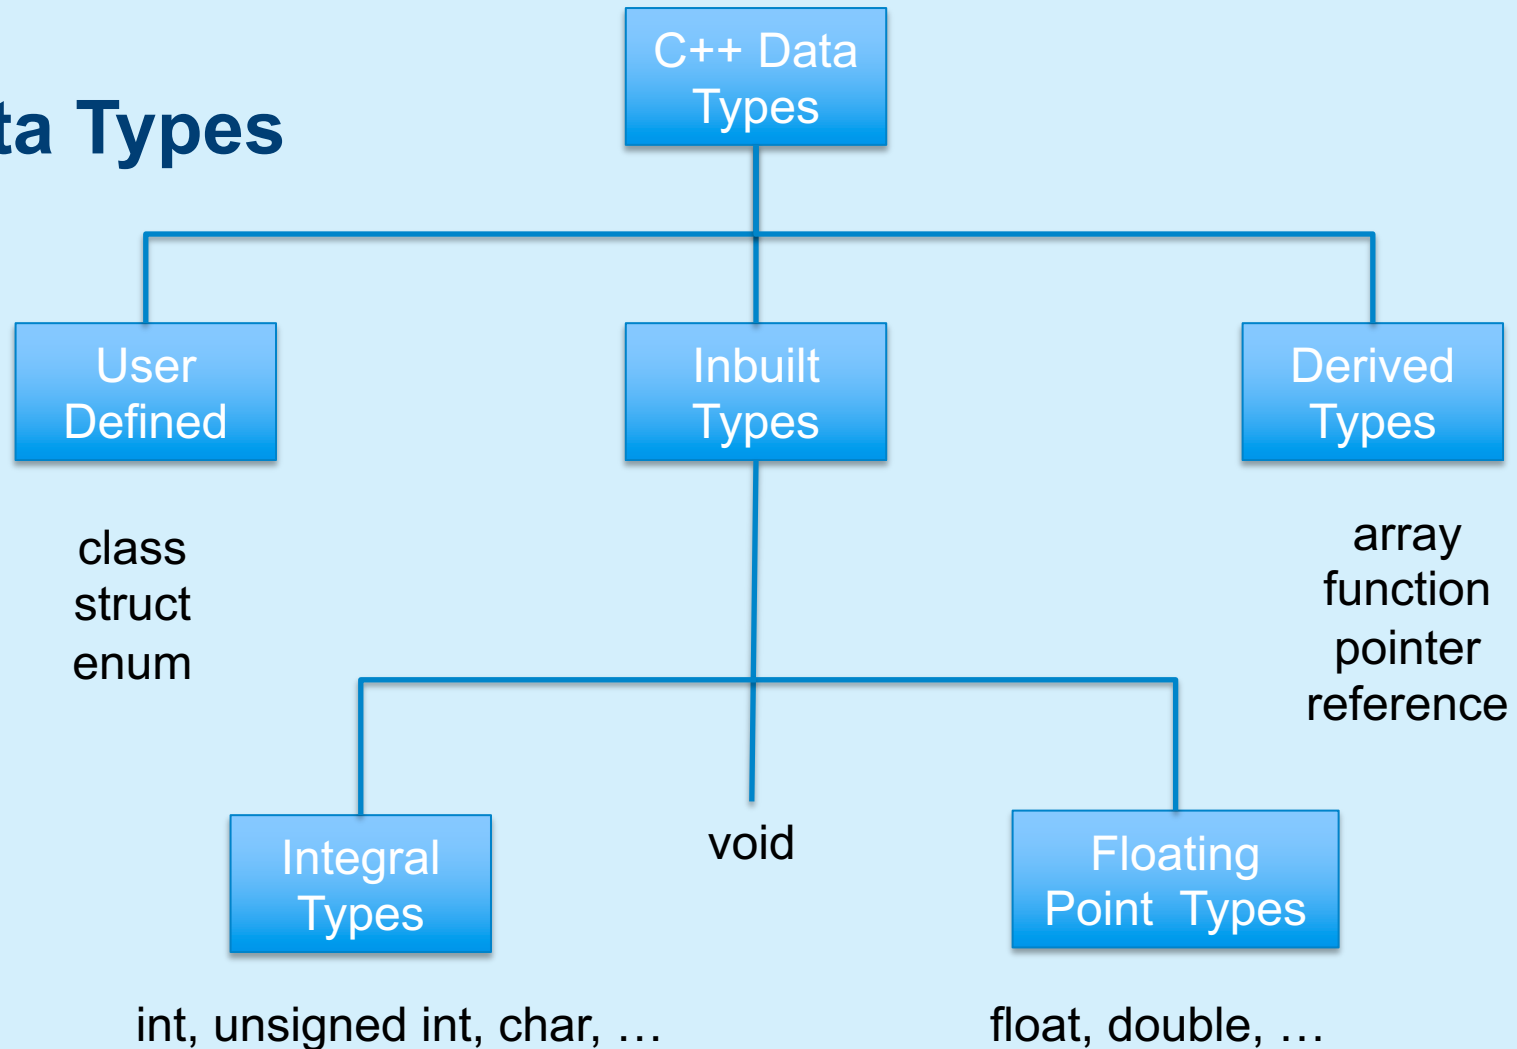 C++ Data
Types
ta Types
User
Defined
Inbuilt
Types
Derived
Types
class
struct
enum
array
function
pointer
reference
Integral
Types
void
Floating
Point Types
int, unsigned int, char, …
float, double, …